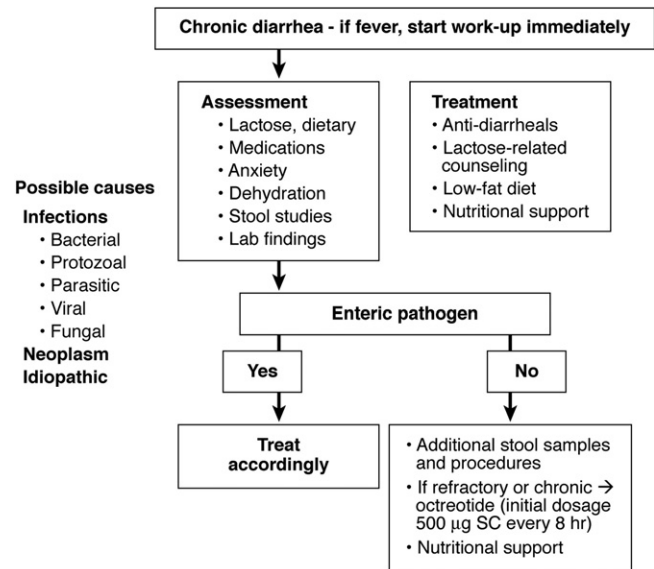 Chronic diarrhea - if fever, start work-up immediately
Assessment
• Lactose, dietary
• Medications
• Anxiety
• Dehydration
• Stool studies
• Lab findings
Treatment
• Anti-diarrheals
• Lactose-related
counseling
• Low-fat diet
• Nutritional support
Possible causes
Infections
• Bacterial
• Protozoal
• Parasitic
• Viral
• Fungal
Neoplasm
Idiopathic
Enteric pathogen
Yes
No
Treat
accordingly
• Additional stool samples
and procedures
• If refractory or chronic →
octreotide (initial dosage
500 μg SC every 8 hr)
• Nutritional support